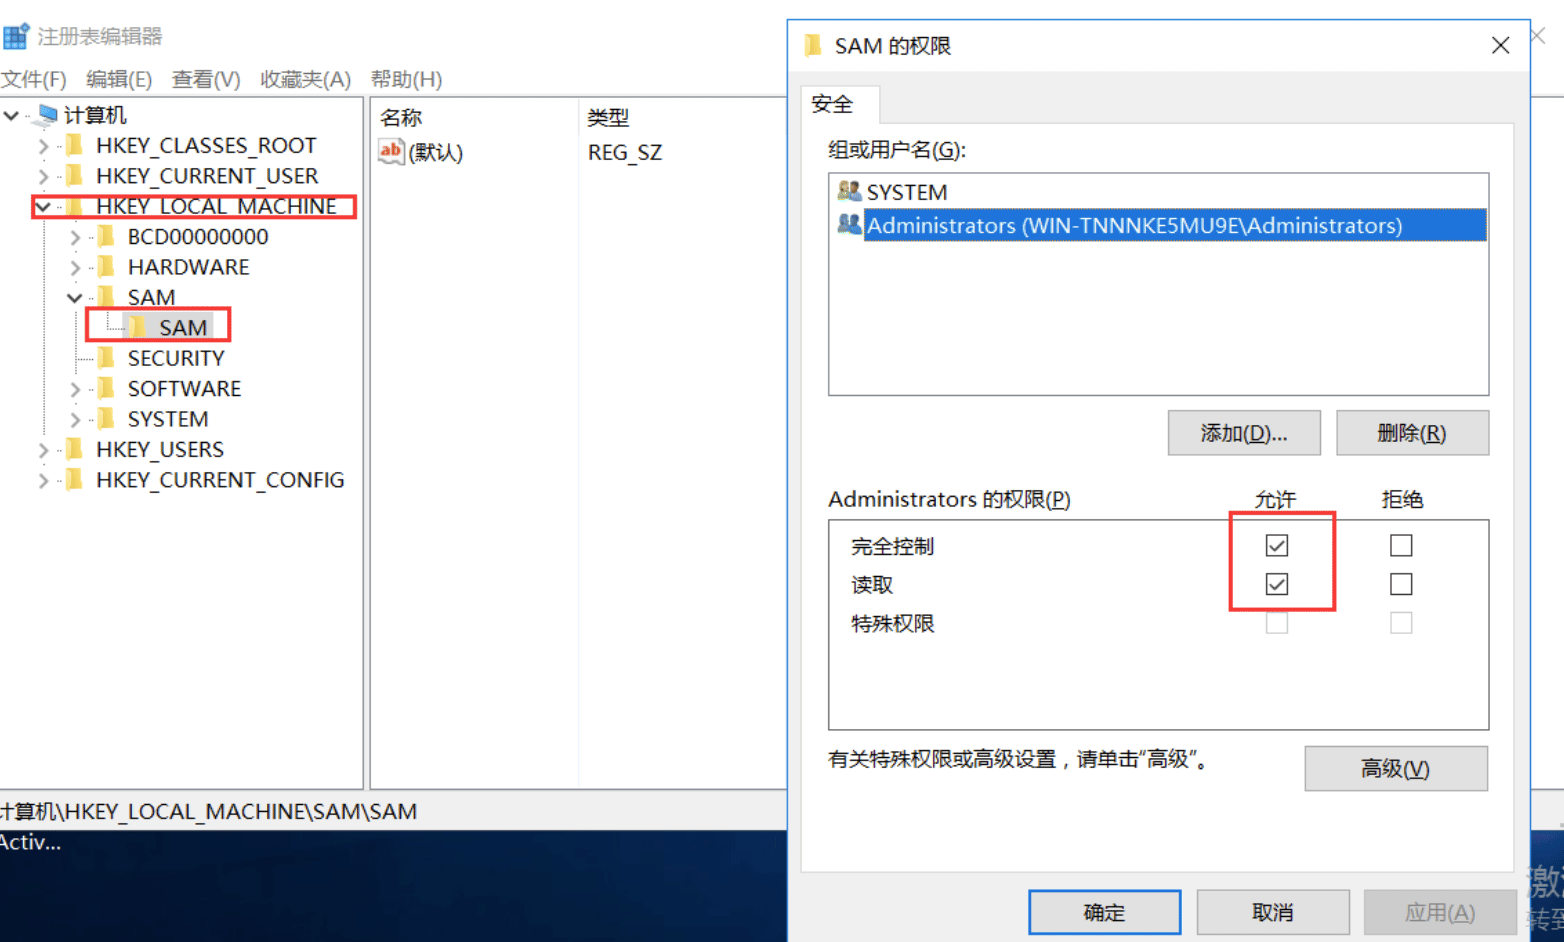 注册表编辑器
文件(F) 编辑(E) 查看(V) 收藏夹(A) 帮助(H)
计算机
HKEY_CLASSES_ROOT
HKEY_CURRENT_USER
HKEY_LOCAL_MACHINE
BCD00000000
HARDWARE
SAM
SAM
SECURITY
SOFTWARE
SYSTEM
HKEY_USERS
HKEY_CURRENT_CONFIG
名称 类型
ab (默认) REG_SZ
计算机\HKEY_LOCAL_MACHINE\SAM\SAM
Activ...
SAM 的权限
安全
组或用户名(G):
SYSTEM
Administrators (WIN-TNNNKE5MU9E\Administrators)
添加(D)... 删除(R)
Administrators 的权限(P) 允许 拒绝
完全控制
读取
特殊权限
有关特殊权限或高级设置，请单击“高级”。
高级(V)
确定 取消 应用(A)
激
转到